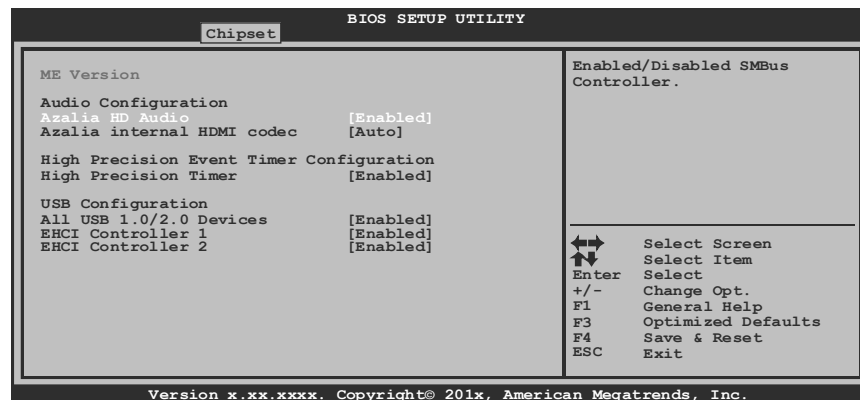 BIOS SETUP UTILITY
Chipset
ME Version
Audio Configuration
Azalia HD Audio [Enabled]
Azalia internal HDMI codec [Auto]
High Precision Event Timer Configuration
High Precision Timer [Enabled]
USB Configuration
All USB 1.0/2.0 Devices [Enabled]
EHCI Controller 1 [Enabled]
EHCI Controller 2 [Enabled]
Enabled/Disabled SMBus
Controller.
Select Screen
Select Item
Enter Select
+/- Change Opt.
F1 General Help
F3 Optimized Defaults
F4 Save & Reset
ESC Exit
Version x.xx.xxxx. Copyright© 201x, American Megatrends, Inc.